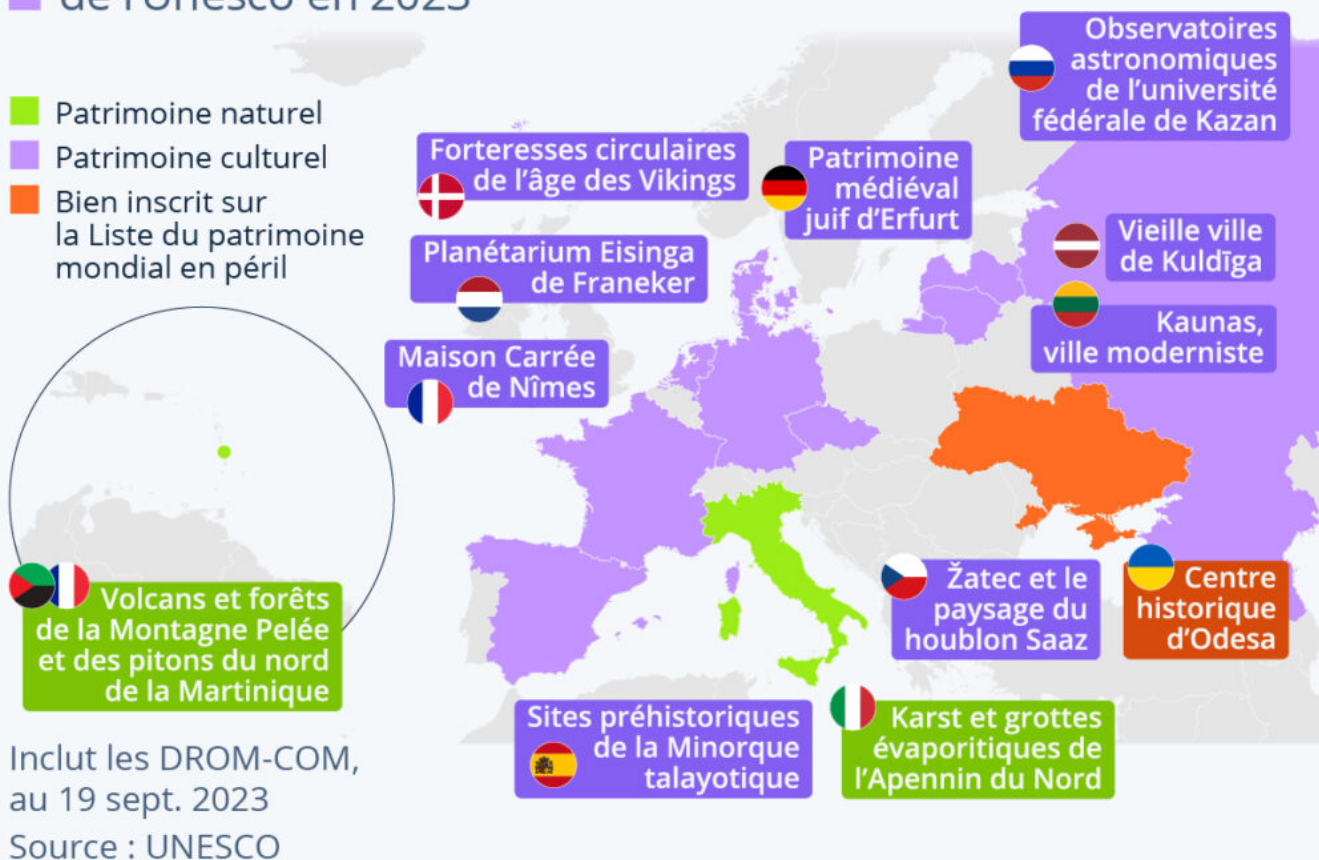 de l'Unesco en 2023
Patrimoine naturel
Patrimoine culturel
Bien inscrit sur
la Liste du patrimoine
mondial en péril
Observatoires
astronomiques
de l'université
fédérale de Kazan
Forteresses circulaires
de l'âge des Vikings
Patrimoine
médiéval
juif d'Erfurt
Planétarium Eisinga
de Franeker
Vieille ville
de Kuldīga
Kaunas,
ville moderniste
Maison Carrée
de Nîmes
Žatec et le
paysage du
houblon Saaz
Centre
historique
d'Odesa
Volcans et forêts
de la Montagne Pelée
et des pitons du nord
de la Martinique
Sites préhistoriques
de la Minorque
talayotique
Karst et grottes
évaporitiques de
l'Apennin du Nord
Inclut les DROM-COM,
au 19 sept. 2023
Source : UNESCO